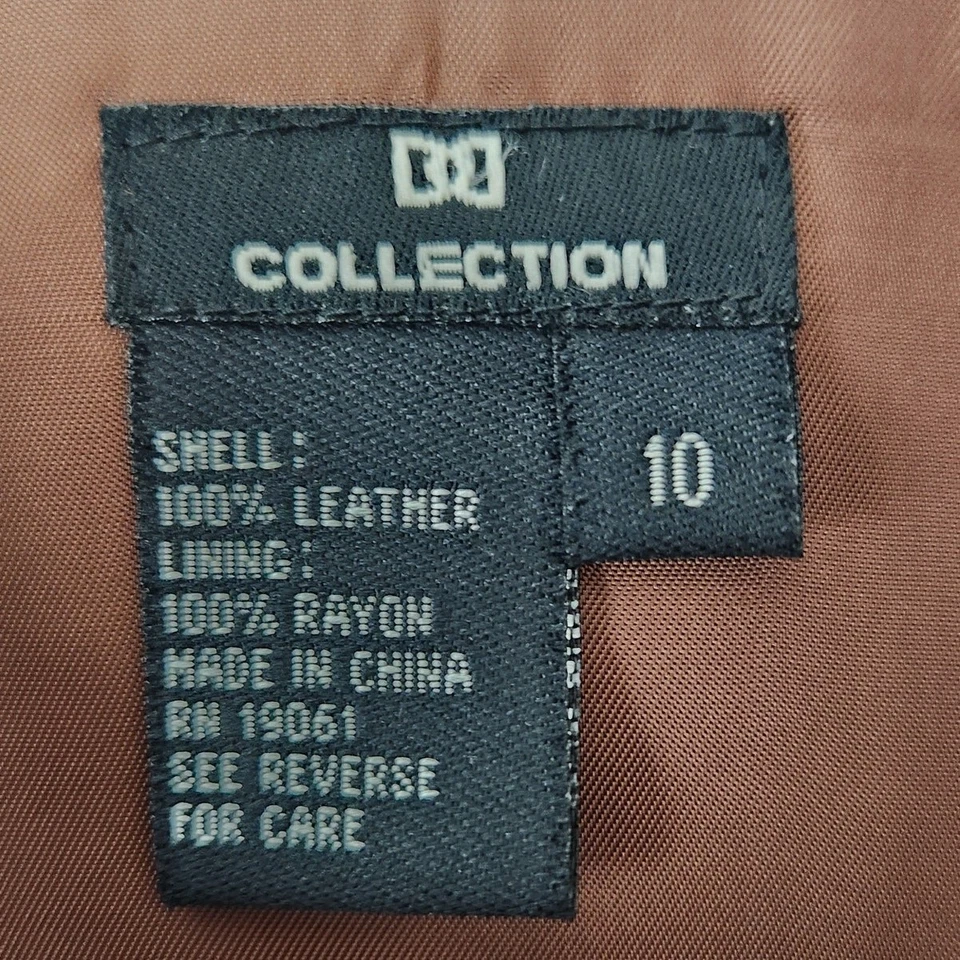 COLLECTION
10
SHELL:
100% LEATHER
LINING:
100% RAYON
MADE IN CHINA
RN 19061
SEE REVERSE
FOR CARE